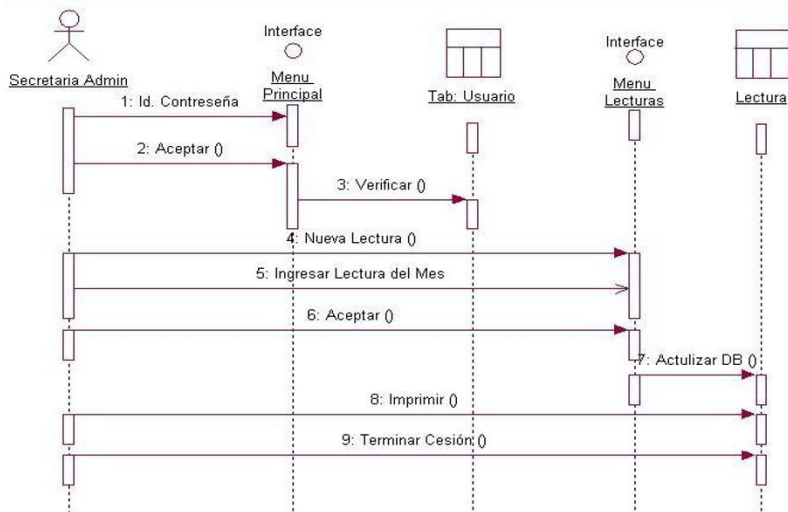 Interface
Interface
Secretaria Admin
Menu
Principal
Tab: Usuario
Menu
Lecturas
Lectura
1: Id. Contreseña
2: Aceptar ()
3: Verificar ()
4: Nueva Lectura ()
5: Ingresar Lectura del Mes
6: Aceptar ()
7: Actulizar DB ()
8: Imprimir ()
9: Terminar Cesión ()